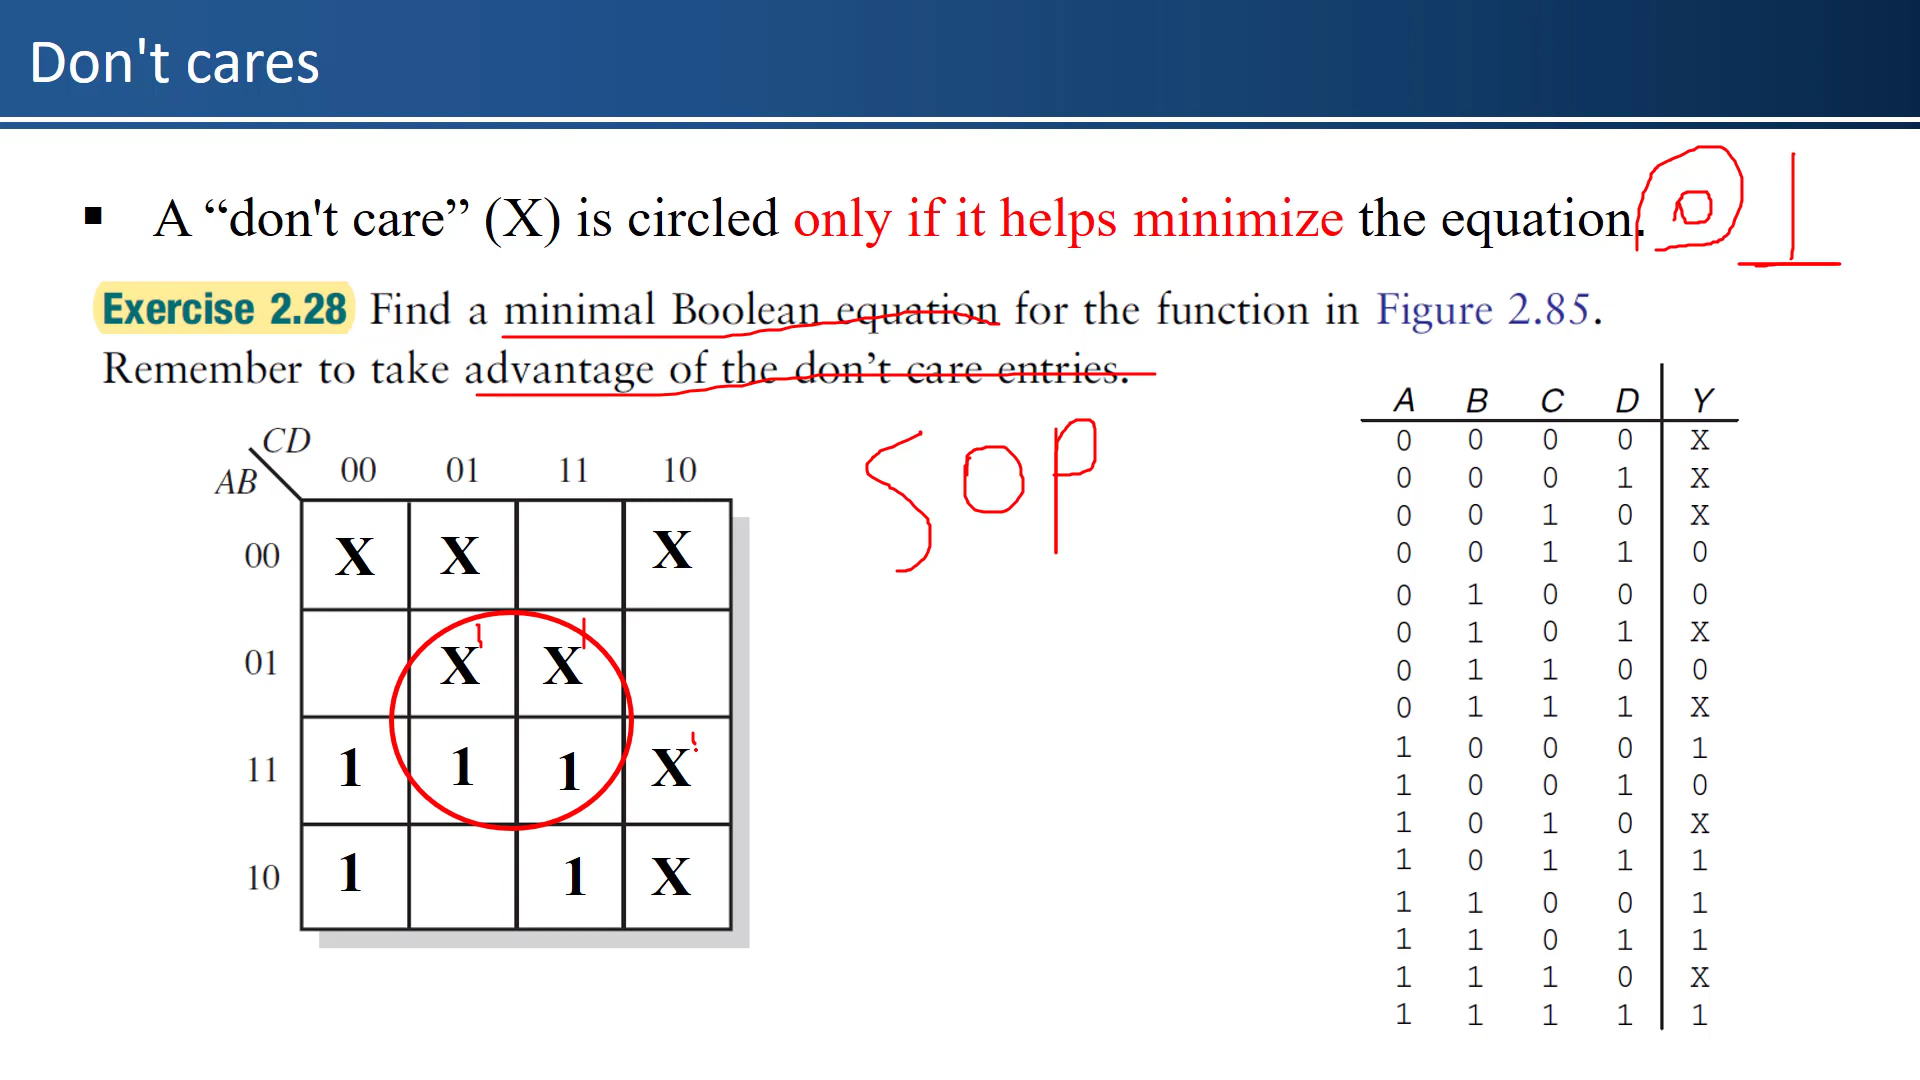 Don't cares
▪ A “don't care” (X) is circled only if it helps minimize the equation.
0 1
Exercise 2.28 Find a minimal Boolean equation for the function in Figure 2.85.
Remember to take advantage of the don’t care entries.
SOP
CD
AB
00 01 11 10
00 X X X
01 X 1 X 1
11 1 1 1 X
10 1 1 X
A B C D Y
0 0 0 0 X
0 0 0 1 X
0 0 1 0 X
0 0 1 1 0
0 1 0 0 0
0 1 0 1 X
0 1 1 0 0
0 1 1 1 X
1 0 0 0 1
1 0 0 1 0
1 0 1 0 X
1 0 1 1 1
1 1 0 0 1
1 1 0 1 1
1 1 1 0 X
1 1 1 1 1